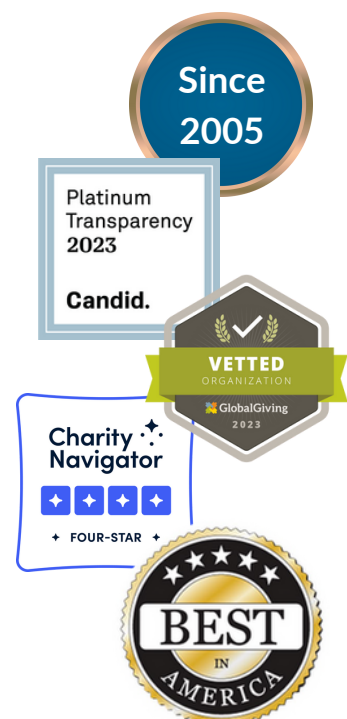 Since
2005
Platinum
Transparency
2023
Candid.
VETTED
ORGANIZATION
GlobalGiving
2023
Charity
Navigator
FOUR-STAR
BEST
IN
AMERICA